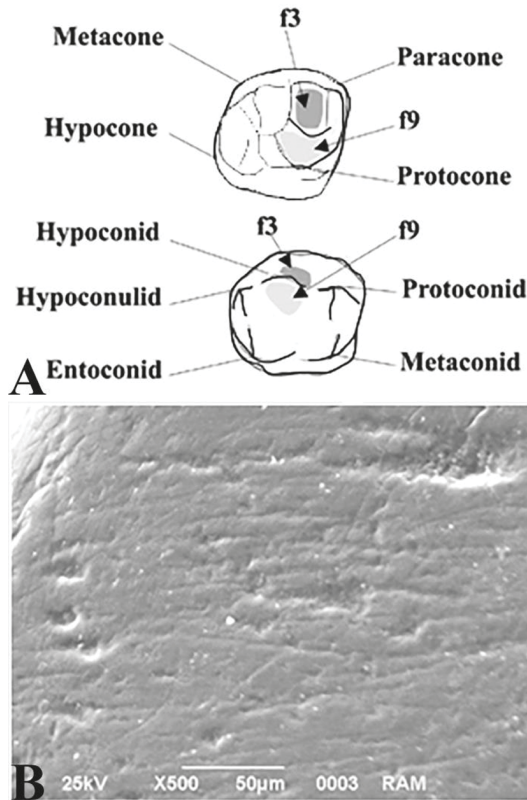 f3
Metacone
Paracone
Hypocone
f9
Protocone
Hypoconid
f3
f9
Hypoconulid
Protoconid
Entoconid
Metaconid
A
B
25kV X500 50µm 0003 RAM